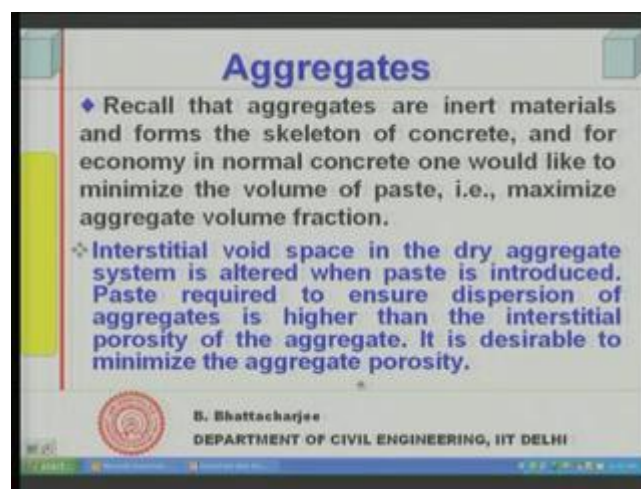 Aggregates
Recall that aggregates are inert materials
and forms the skeleton of concrete, and for
economy in normal concrete one would like to
minimize the volume of paste, i.e., maximize
aggregate volume fraction.
Interstitial void space in the dry aggregate
system is altered when paste is introduced.
Paste required to ensure dispersion of
aggregates is higher than the interstitial
porosity of the aggregate. It is desirable to
minimize the aggregate porosity.
B. Bhattacharjee
DEPARTMENT OF CIVIL ENGINEERING, IIT DELHI